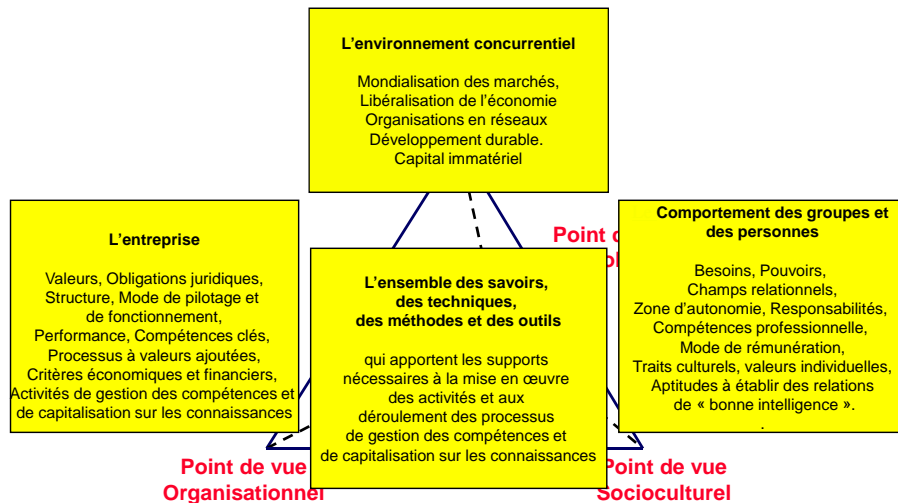 L'environnement concurrentiel
Mondialisation des marchés,
Libéralisation de l'économie
Organisations en réseaux
Développement durable.
Capital immatériel
L'entreprise
Valeurs, Obligations juridiques,
Structure, Mode de pilotage et
de fonctionnement,
Performance, Compétences clés,
Processus à valeurs ajoutées,
Critères économiques et financiers,
Activités de gestion des compétences et
de capitalisation sur les connaissances
Point de
L'ensemble des savoirs,
des techniques,
des méthodes et des outils
qui apportent les supports
nécessaires à la mise en œuvre
des activités et aux
déroulement des processus
de gestion des compétences et
de capitalisation sur les connaissances
Comportement des groupes et
des personnes
Besoins, Pouvoirs,
Champs relationnels,
Zone d'autonomie, Responsabilités,
Compétences professionnelle,
Mode de rémunération,
Traits culturels, valeurs individuelles,
Aptitudes à établir des relations
de « bonne intelligence ».
.
Point de vue
Organisationnel
Point de vue
Socioculturel